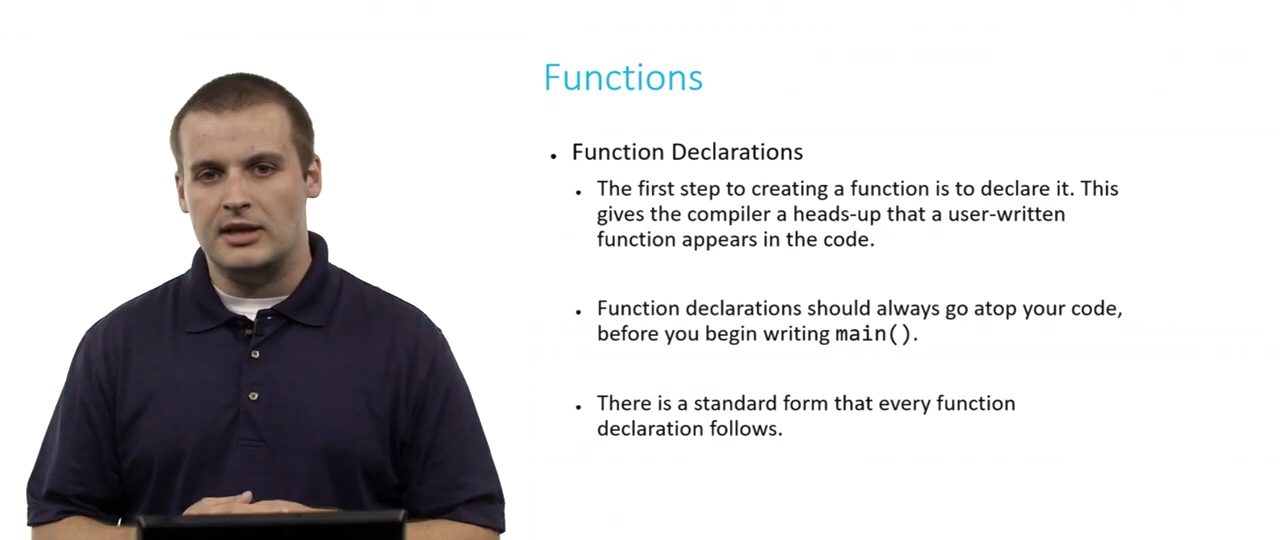 Functions
• Function Declarations
• The first step to creating a function is to declare it. This
gives the compiler a heads-up that a user-written
function appears in the code.
• Function declarations should always go atop your code,
before you begin writing main().
• There is a standard form that every function
declaration follows.